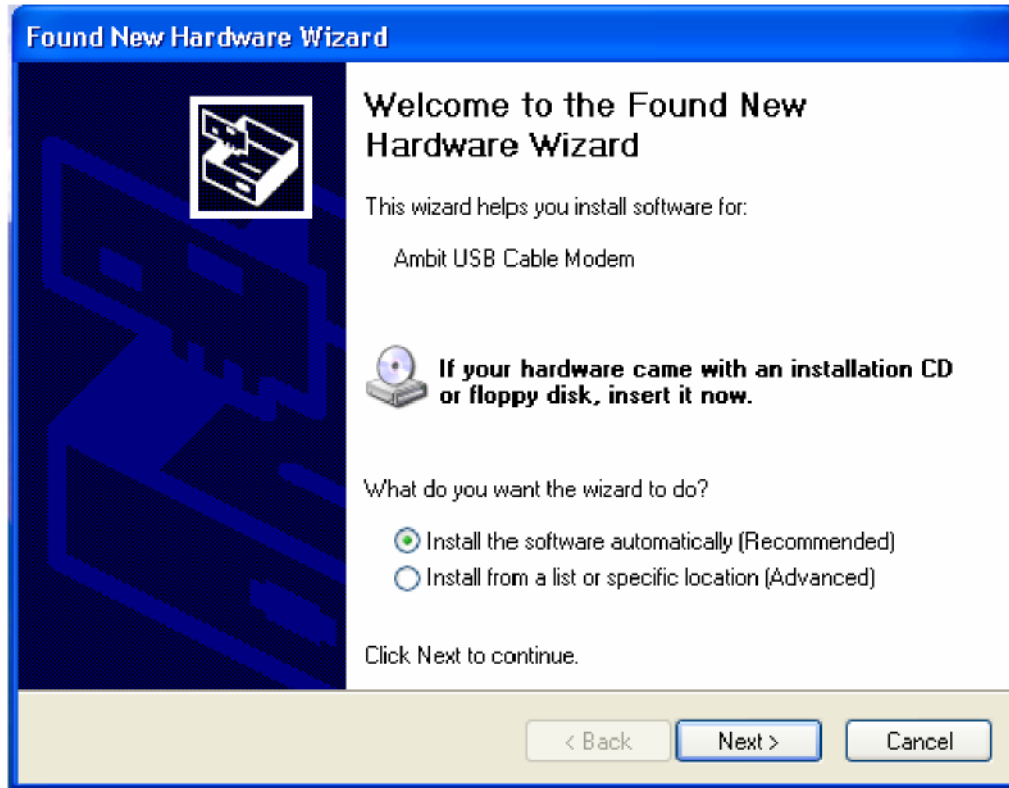 Found New Hardware Wizard
Welcome to the Found New
Hardware Wizard
This wizard helps you install software for:
Ambit USB Cable Modem
If your hardware came with an installation CD
or floppy disk, insert it now.
What do you want the wizard to do?
Install the software automatically (Recommended)
Install from a list or specific location (Advanced)
Click Next to continue.
< Back
Next >
Cancel